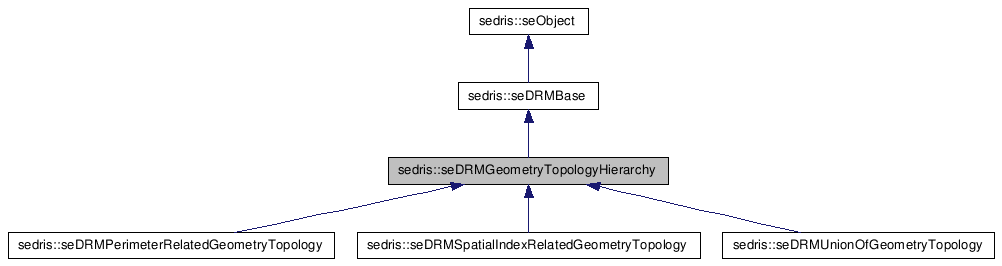 sedris::seObject
sedris::seDRMBase
sedris::seDRMGeometryTopologyHierarchy
sedris::seDRMPerimeterRelatedGeometryTopology
sedris::seDRMSpatialIndexRelatedGeometryTopology
sedris::seDRMUnionOfGeometryTopology